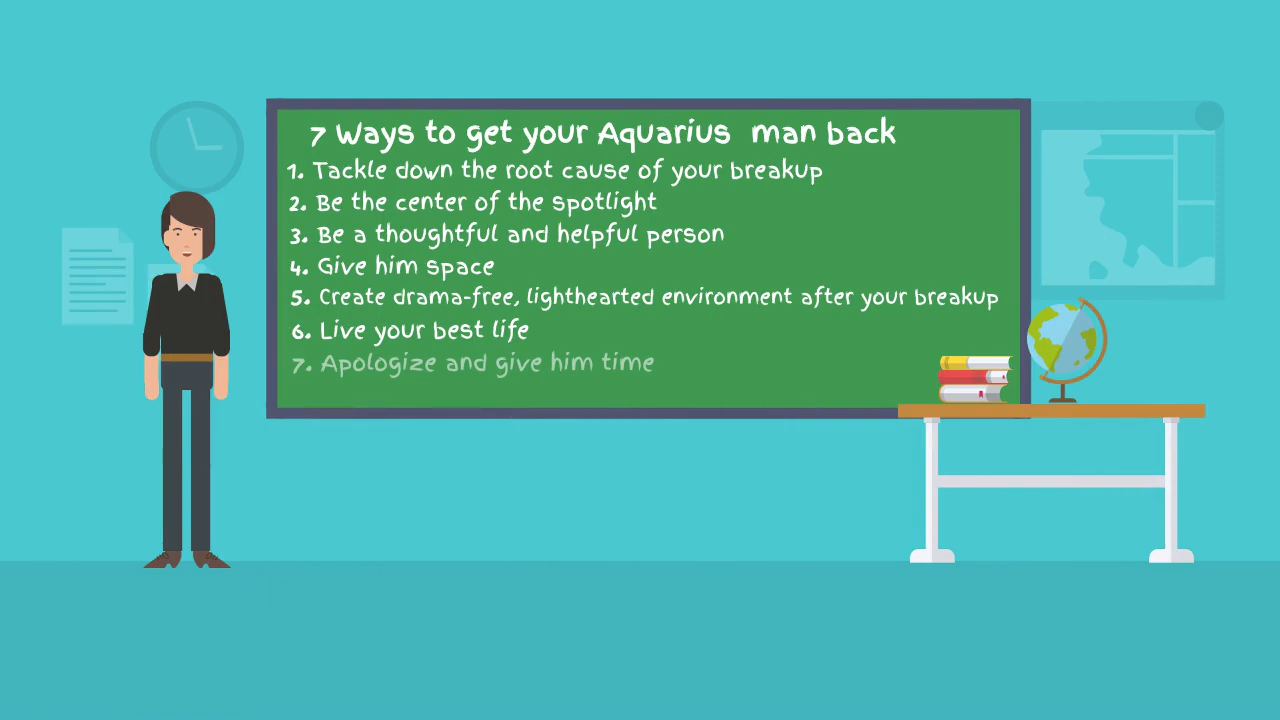 7 Ways to get your Aquarius man back
1. Tackle down the root cause of your breakup
2. Be the center of the spotlight
3. Be a thoughtful and helpful person
4. Give him space
5. Create drama-free, lighthearted environment after your breakup
6. Live your best life
7. Apologize and give him time